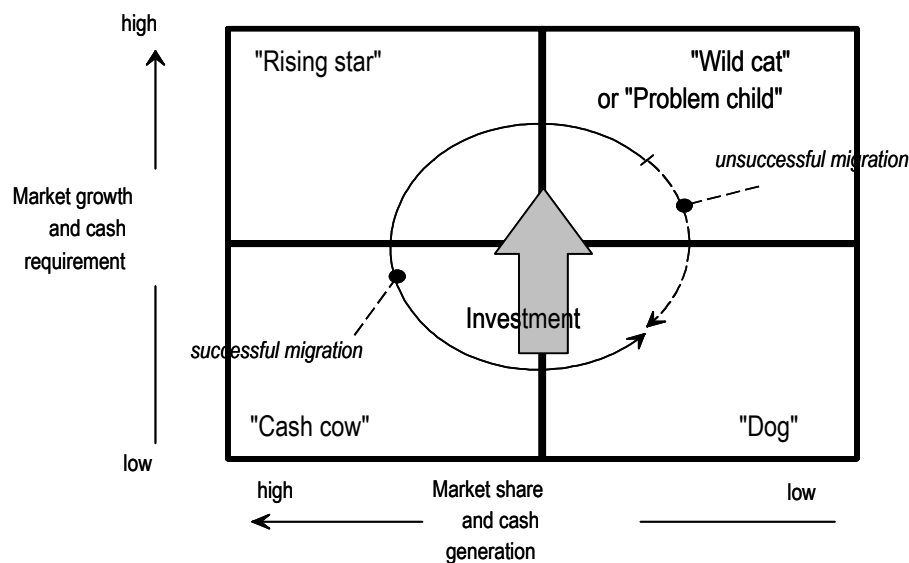 high
"Rising star"
"Wild cat"
or "Problem child"
unsuccessful migration
Market growth
and cash
requirement
Investment
successful migration
"Cash cow"
"Dog"
low
high
Market share
and cash
generation
low